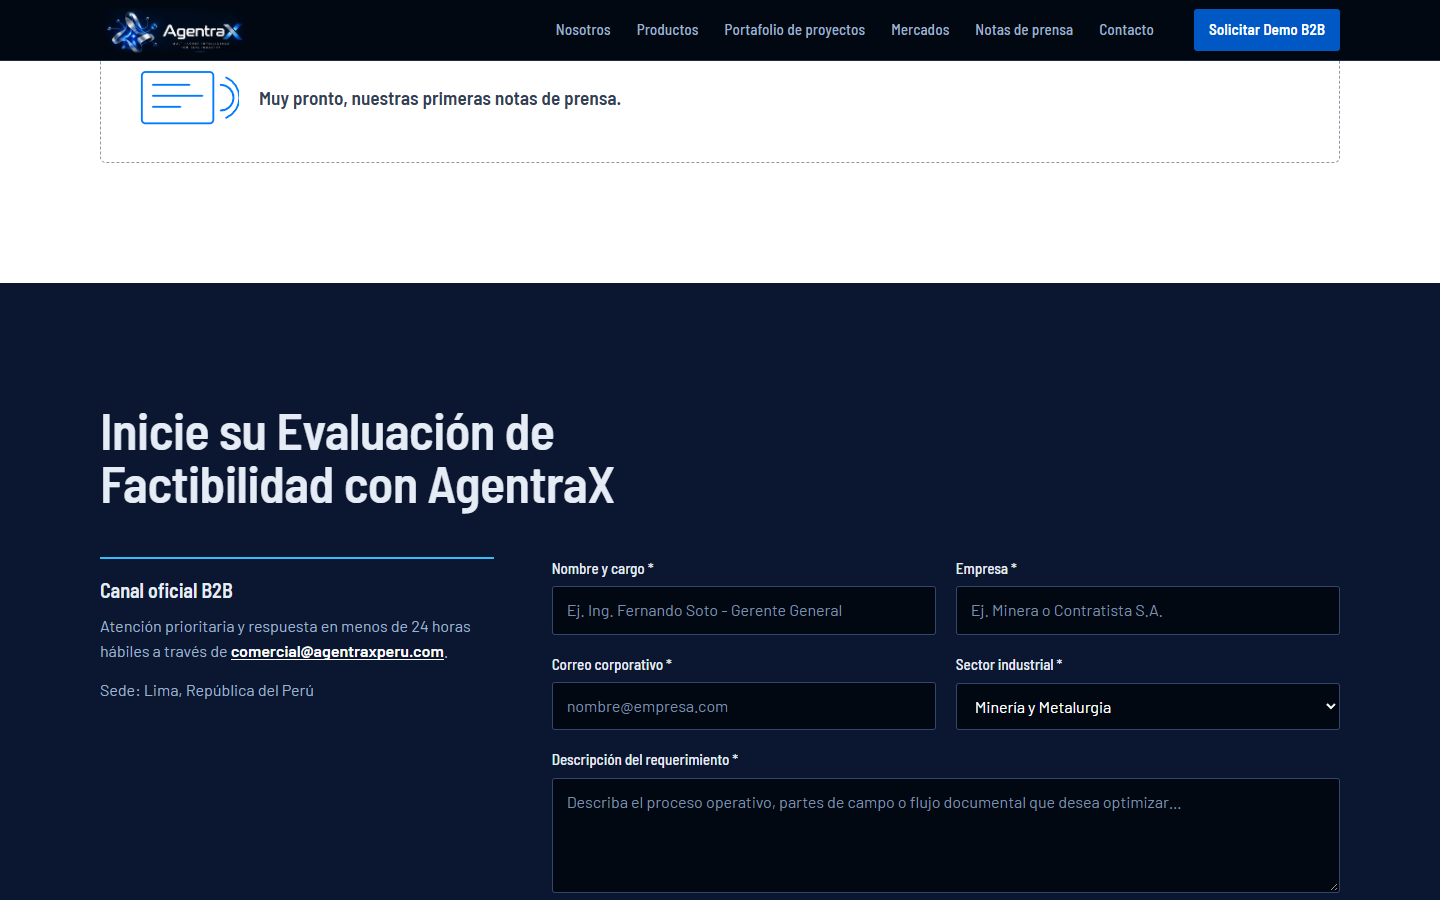 AgentraX
Nosotros
Productos
Portafolio de proyectos
Mercados
Notas de prensa
Contacto
Solicitar Demo B2B
Muy pronto, nuestras primeras notas de prensa.
Inicie su Evaluación de
Factibilidad con AgentraX
Canal oficial B2B
Atención prioritaria y respuesta en menos de 24 horas
hábiles a través de comercial@agentraxperu.com.
Sede: Lima, República del Perú
Nombre y cargo *
Ej. Ing. Fernando Soto - Gerente General
Empresa *
Ej. Minera o Contratista S.A.
Correo corporativo *
nombre@empresa.com
Sector industrial *
Minería y Metalurgia
Descripción del requerimiento *
Describa el proceso operativo, partes de campo o flujo documental que desea optimizar...